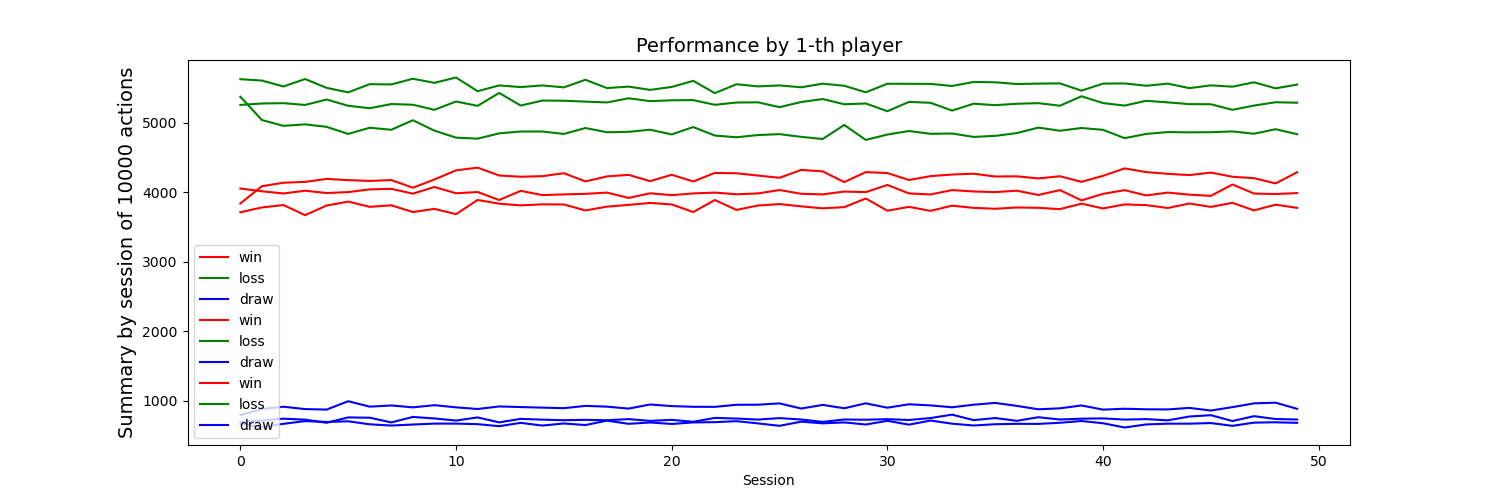 Performance by 1-th player
Summary by session of 10000 actions
5000
4000
3000
2000
1000
win
loss
draw
win
loss
draw
win
loss
draw
0
10
20
30
40
50
Session